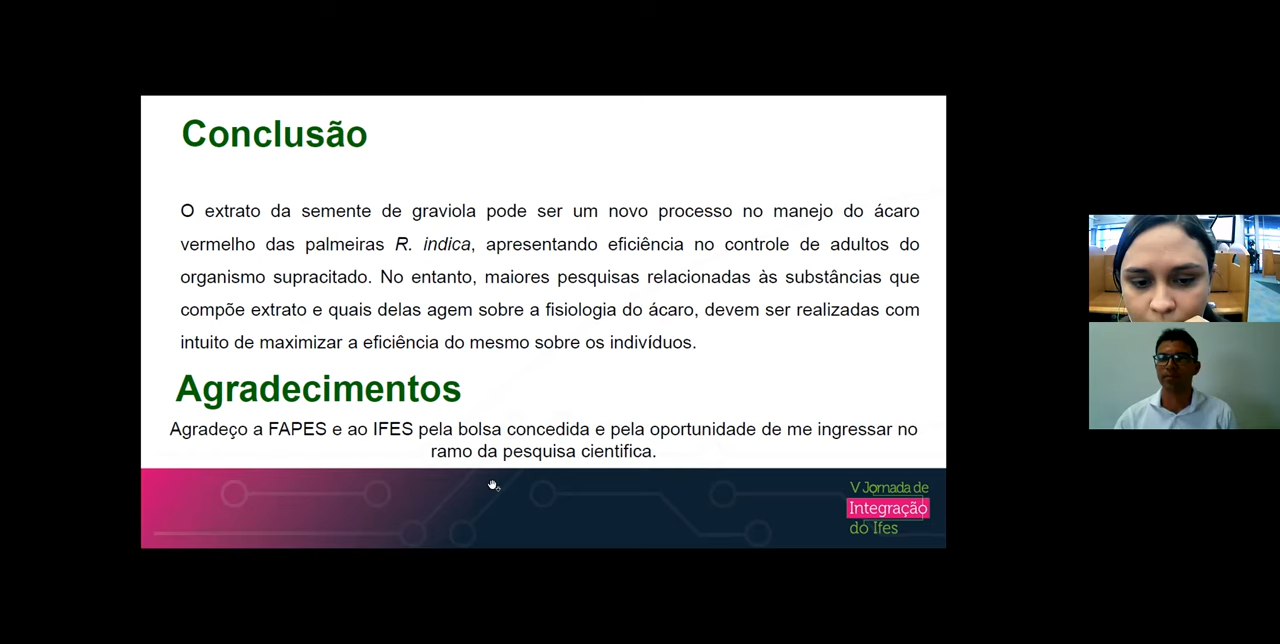 Conclusão
O extrato da semente de graviola pode ser um novo processo no manejo do ácaro
vermelho das palmeiras R. indica, apresentando eficiência no controle de adultos do
organismo supracitado. No entanto, maiores pesquisas relacionadas às substâncias que
compõe extrato e quais delas agem sobre a fisiologia do ácaro, devem ser realizadas com
intuito de maximizar a eficiência do mesmo sobre os indivíduos.
Agradecimentos
Agradeço a FAPES e ao IFES pela bolsa concedida e pela oportunidade de me ingressar no
ramo da pesquisa cientifica.
V Jornada de
Integração
do Ifes